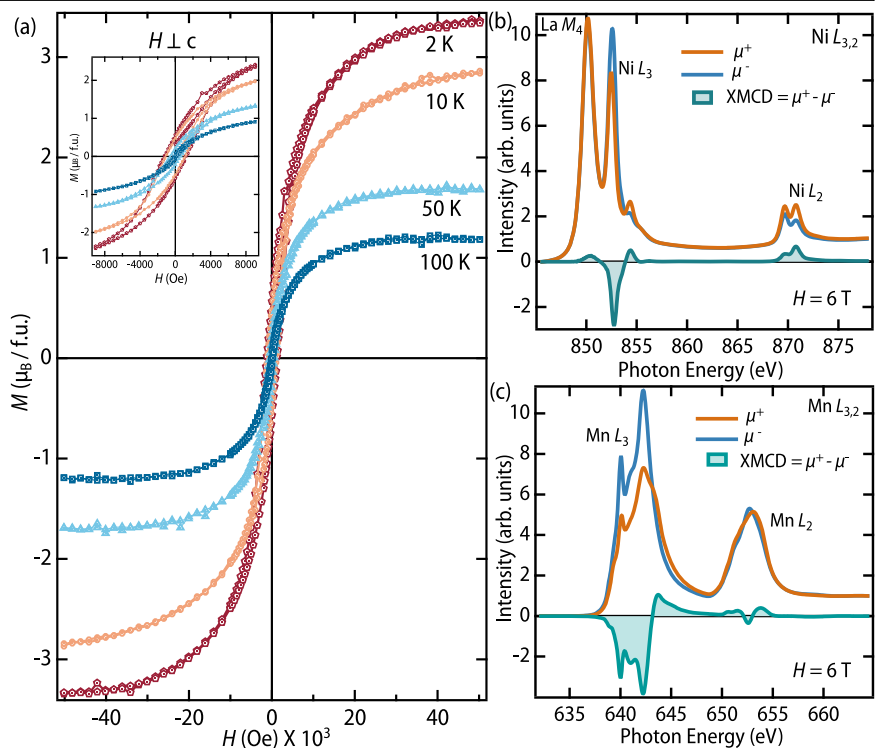 (a)
H ⊥ c
M (μB / f.u.)
2
1
0
1
-2
-8000
-4000
0
4000
8000
H (Oe)
2 K
10 K
50 K
100 K
3
2
1
0
-1
-2
-3
M (μB / f.u.)
-40
-20
0
20
40
H (Oe) X 10³
(b)
La M4
Ni L3,2
Ni L3
μ+
μ-
XMCD = μ+ - μ-
Ni L2
H = 6 T
10
8
6
4
2
0
-2
Intensity (arb. units)
850
855
860
865
870
875
Photon Energy (eV)
(c)
Mn L3,2
Mn L3
μ+
μ-
XMCD = μ+ - μ-
Mn L2
H = 6 T
10
8
6
4
2
0
-2
Intensity (arb. units)
635
640
645
650
655
660
Photon Energy (eV)